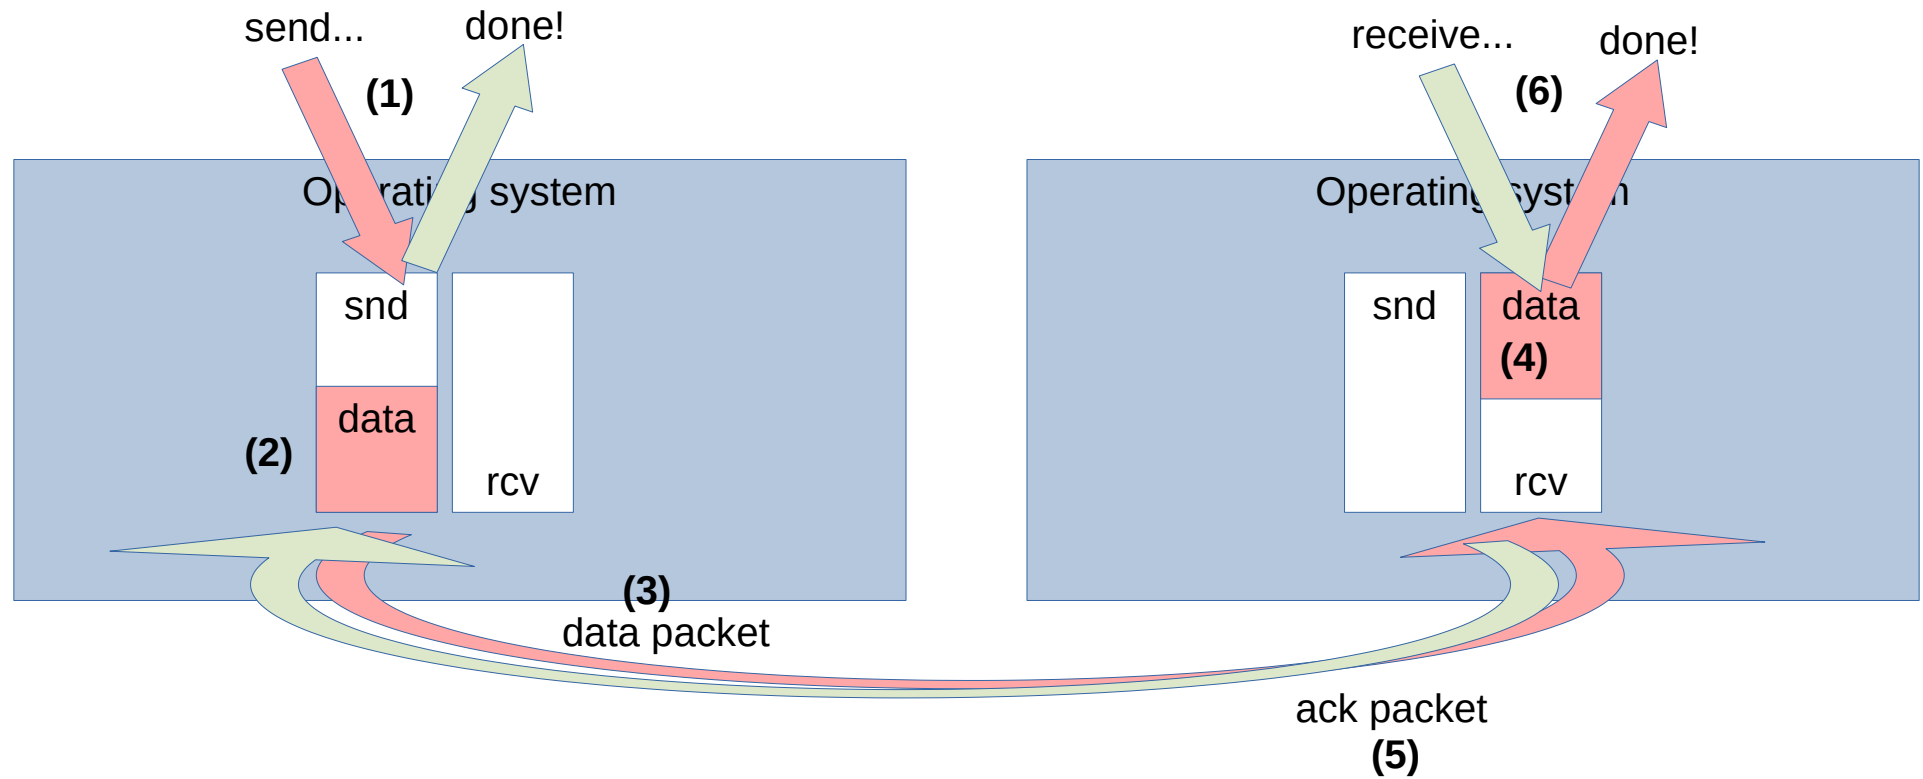 send...
done!
(1)
receive...
done!
(6)
Operating system
Operating system
snd
data
(2)
rcv
snd
data
(4)
rcv
(3)
data packet
ack packet
(5)